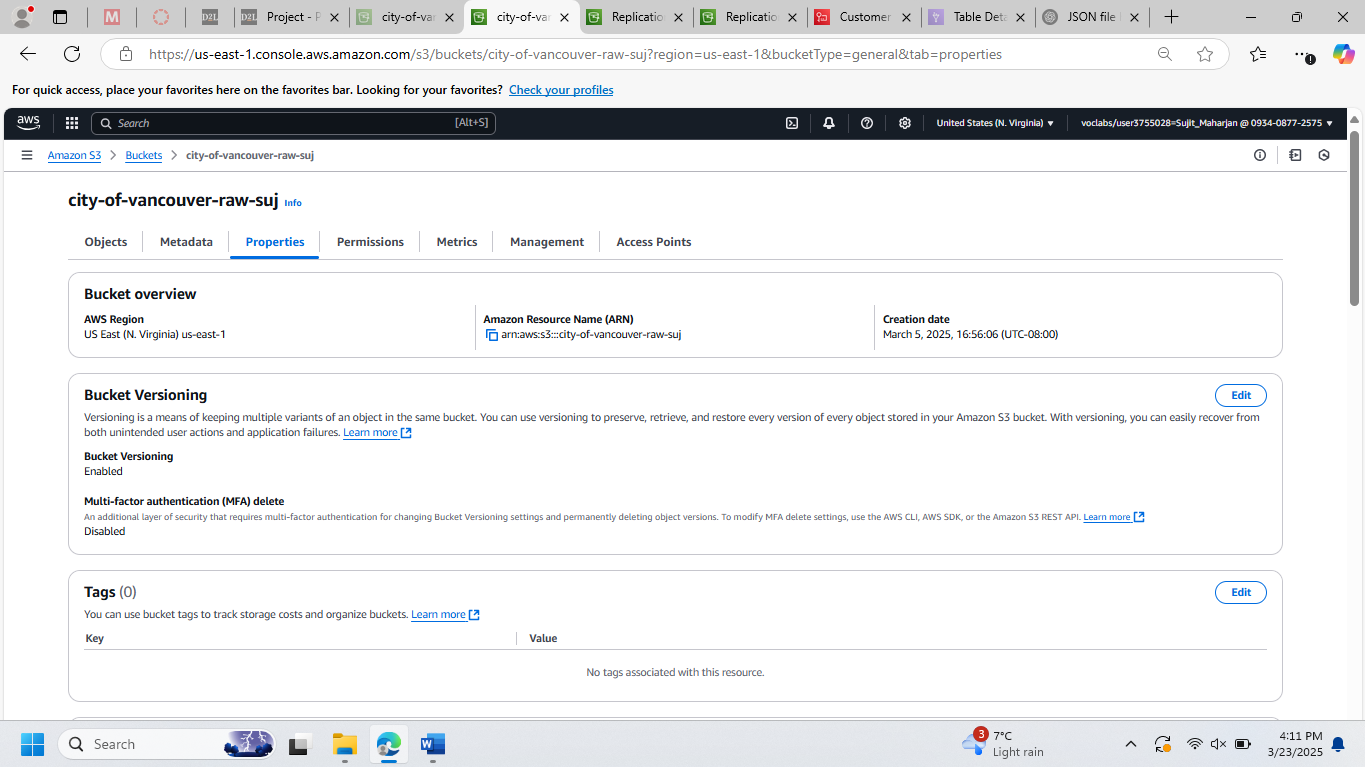 D2L
D2L Project - P
city-of-var
city-of-var
Replication
Replication
Customer
Table Deta
JSON file
https://us-east-1.console.aws.amazon.com/s3/buckets/city-of-vancouver-raw-suj?region=us-east-1&bucketType=general&tab=properties
For quick access, place your favorites here on the favorites bar. Looking for your favorites? Check your profiles
aws Search [Alt+S] United States (N. Virginia) voclabs/user3755028=Sujit_Maharjan @ 0934-0877-2575
Amazon S3 > Buckets > city-of-vancouver-raw-suj
city-of-vancouver-raw-suj Info
Objects Metadata Properties Permissions Metrics Management Access Points
Bucket overview
AWS Region
US East (N. Virginia) us-east-1
Amazon Resource Name (ARN)
arn:aws:s3:::city-of-vancouver-raw-suj
Creation date
March 5, 2025, 16:56:06 (UTC-08:00)
Bucket Versioning
Edit
Versioning is a means of keeping multiple variants of an object in the same bucket. You can use versioning to preserve, retrieve, and restore every version of every object stored in your Amazon S3 bucket. With versioning, you can easily recover from
both unintended user actions and application failures. Learn more
Bucket Versioning
Enabled
Multi-factor authentication (MFA) delete
An additional layer of security that requires multi-factor authentication for changing Bucket Versioning settings and permanently deleting object versions. To modify MFA delete settings, use the AWS CLI, AWS SDK, or the Amazon S3 REST API. Learn more
Disabled
Tags (0)
Edit
You can use bucket tags to track storage costs and organize buckets. Learn more
Key Value
No tags associated with this resource.
Search
3
7°C
Light rain
4:11 PM
3/23/2025